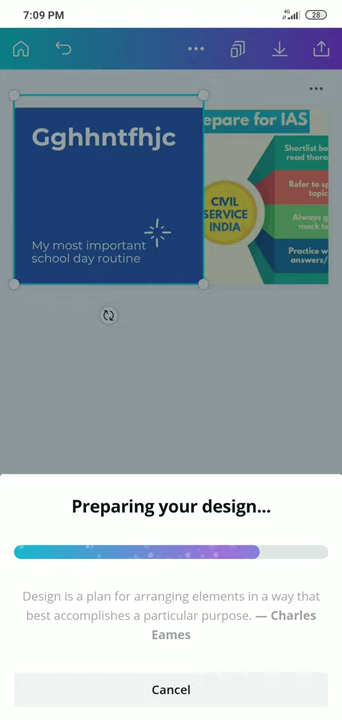 7:09 PM
4G
28
Gghhntfhjc
My most important
school day routine
epare for IAS
CIVIL
SERVICE
INDIA
Shortlist bo
read thoro
Refer to sp
topic
Always g
mock te
Practice w
answers/
Preparing your design...
Design is a plan for arranging elements in a way that
best accomplishes a particular purpose. — Charles
Eames
Cancel